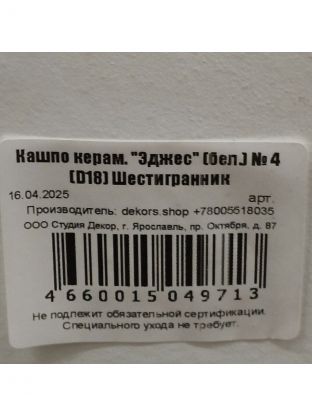 Кашпо керам. "Эджес" (бел.) № 4
(D18) Шестигранник
16.04.2025 арт.
Производитель: dekors.shop +78005518035
ООО Студия Декор, г. Ярославль, пр. Октября, д. 87
4 660015 049713
Не подлежит обязательной сертификации.
Специального ухода не требует.